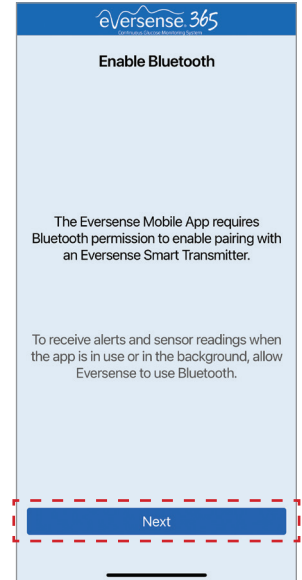 eversense 365
Continuous Glucose Monitoring System
Enable Bluetooth
The Eversense Mobile App requires
Bluetooth permission to enable pairing with
an Eversense Smart Transmitter.
To receive alerts and sensor readings when
the app is in use or in the background, allow
Eversense to use Bluetooth.
Next